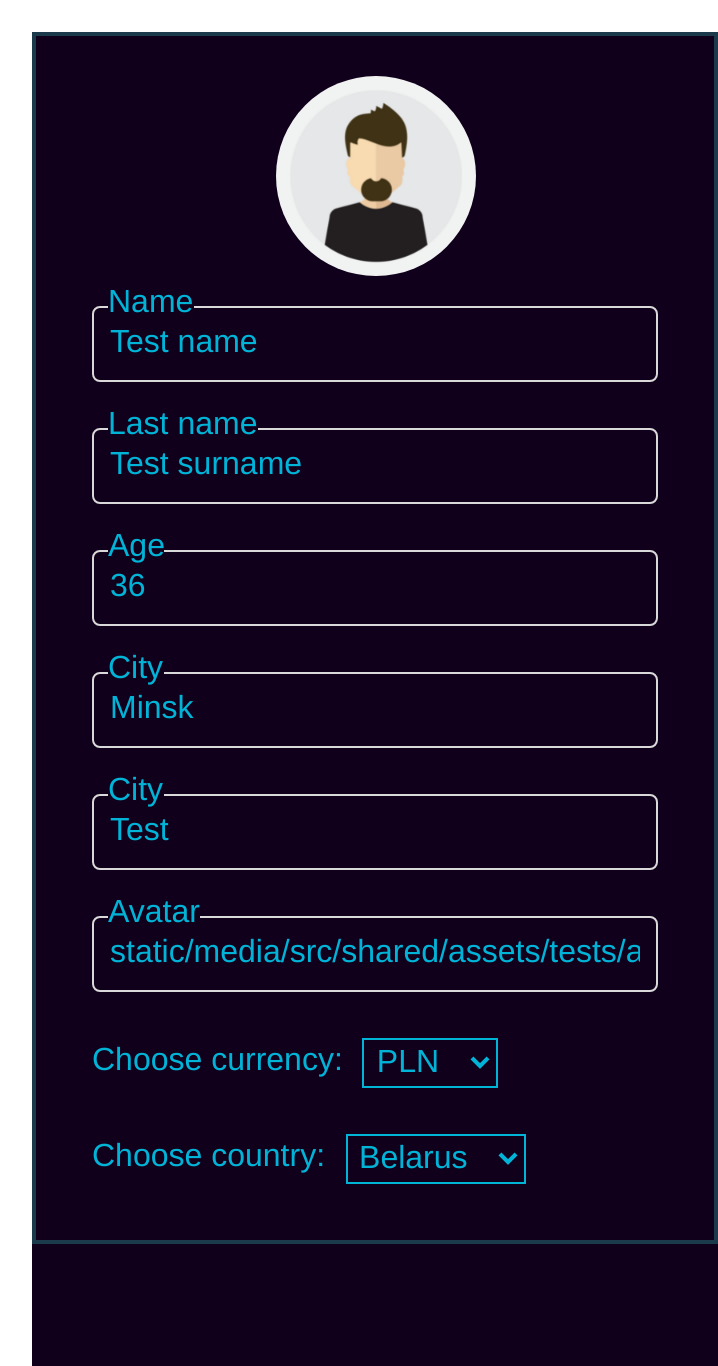 Name
Test name
Last name
Test surname
Age
36
City
Minsk
City
Test
Avatar
static/media/src/shared/assets/tests/a
Choose currency: PLN
Choose country: Belarus